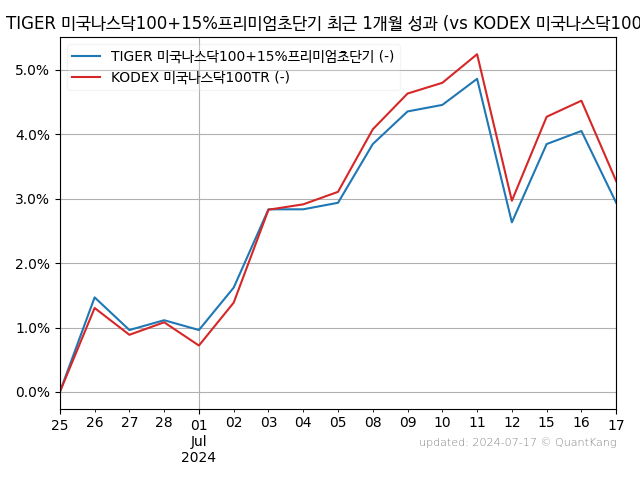 TIGER 미국나스닥100+15%프리미엄초단기 최근 1개월 성과 (vs KODEX 미국나스닥100
TIGER 미국나스닥100+15%프리미엄초단기 (-)
KODEX 미국나스닥100TR (-)
5.0%
4.0%
3.0%
2.0%
1.0%
0.0%
25 26 27 28 01 02 03 04 05 08 09 10 11 12 15 16 17
Jul
2024
updated: 2024-07-17 © QuantKang